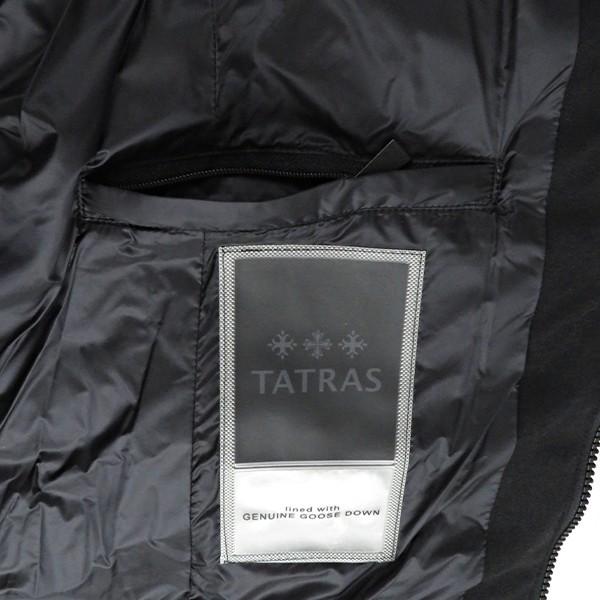 TATRAS
lined with
GENUINE GOOSE DOWN